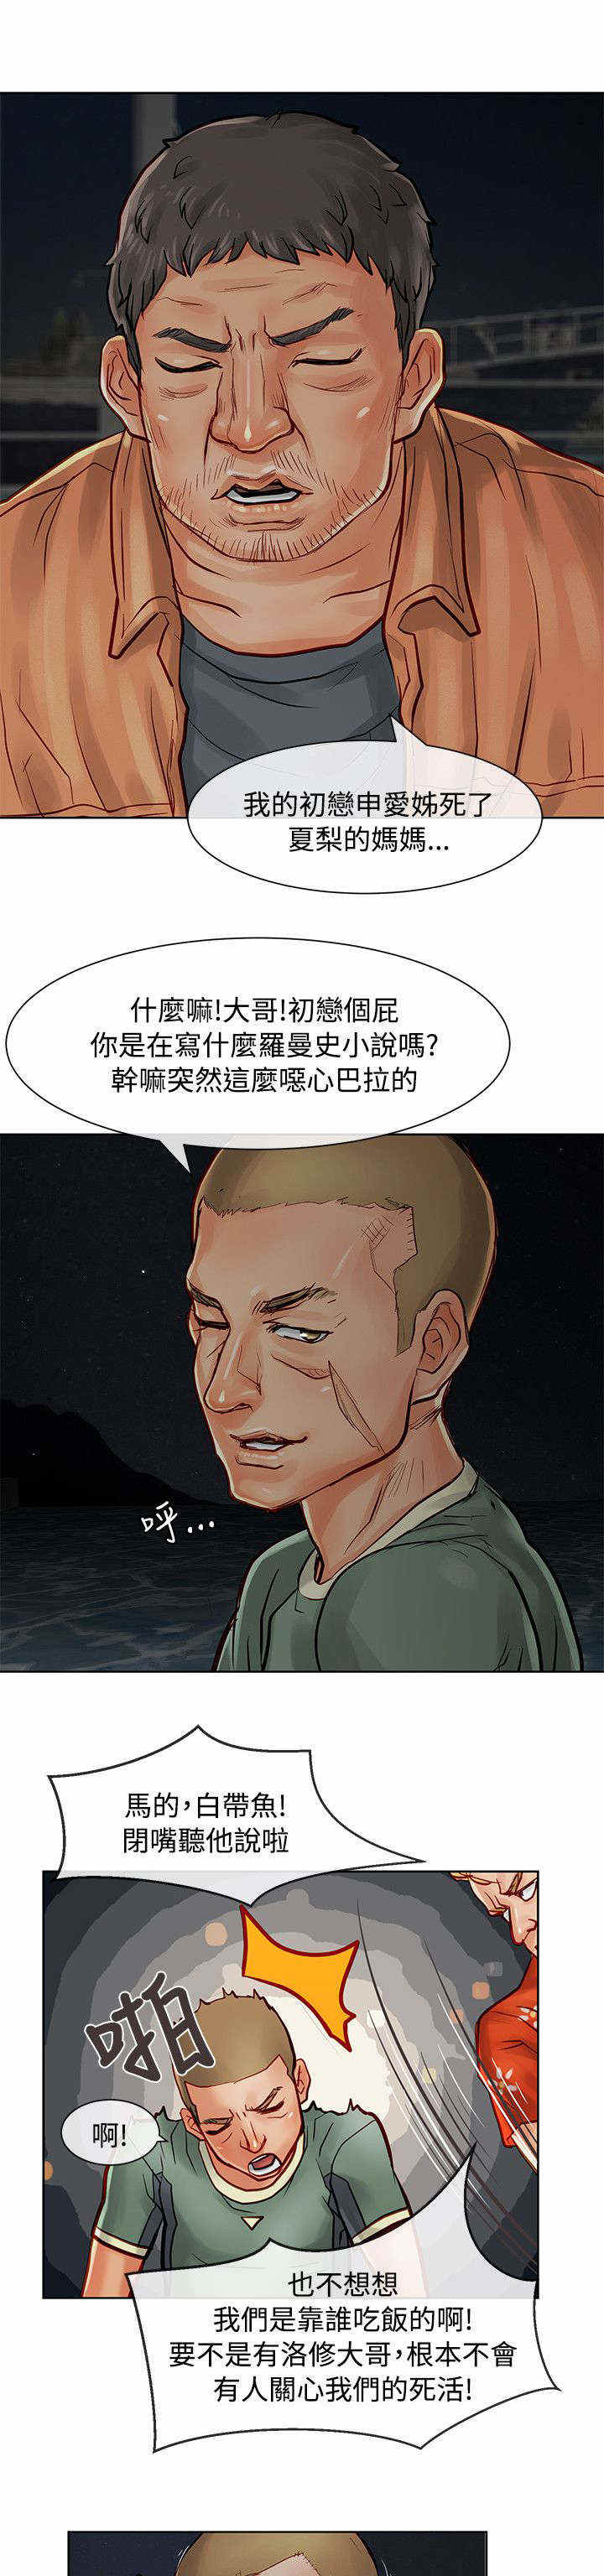 我的初戀申愛姊死了
夏梨的媽媽…
什麼嘛!大哥!初戀個屁
你是在寫什麼羅曼史小說嗎?
幹嘛突然這麼噁心巴拉的
呼…
馬的,白帶魚!
閉嘴聽他說啦
啪
啊!
也不想想
我們是靠誰吃飯的啊!
要不是有洛修大哥,根本不會
有人關心我們的死活!